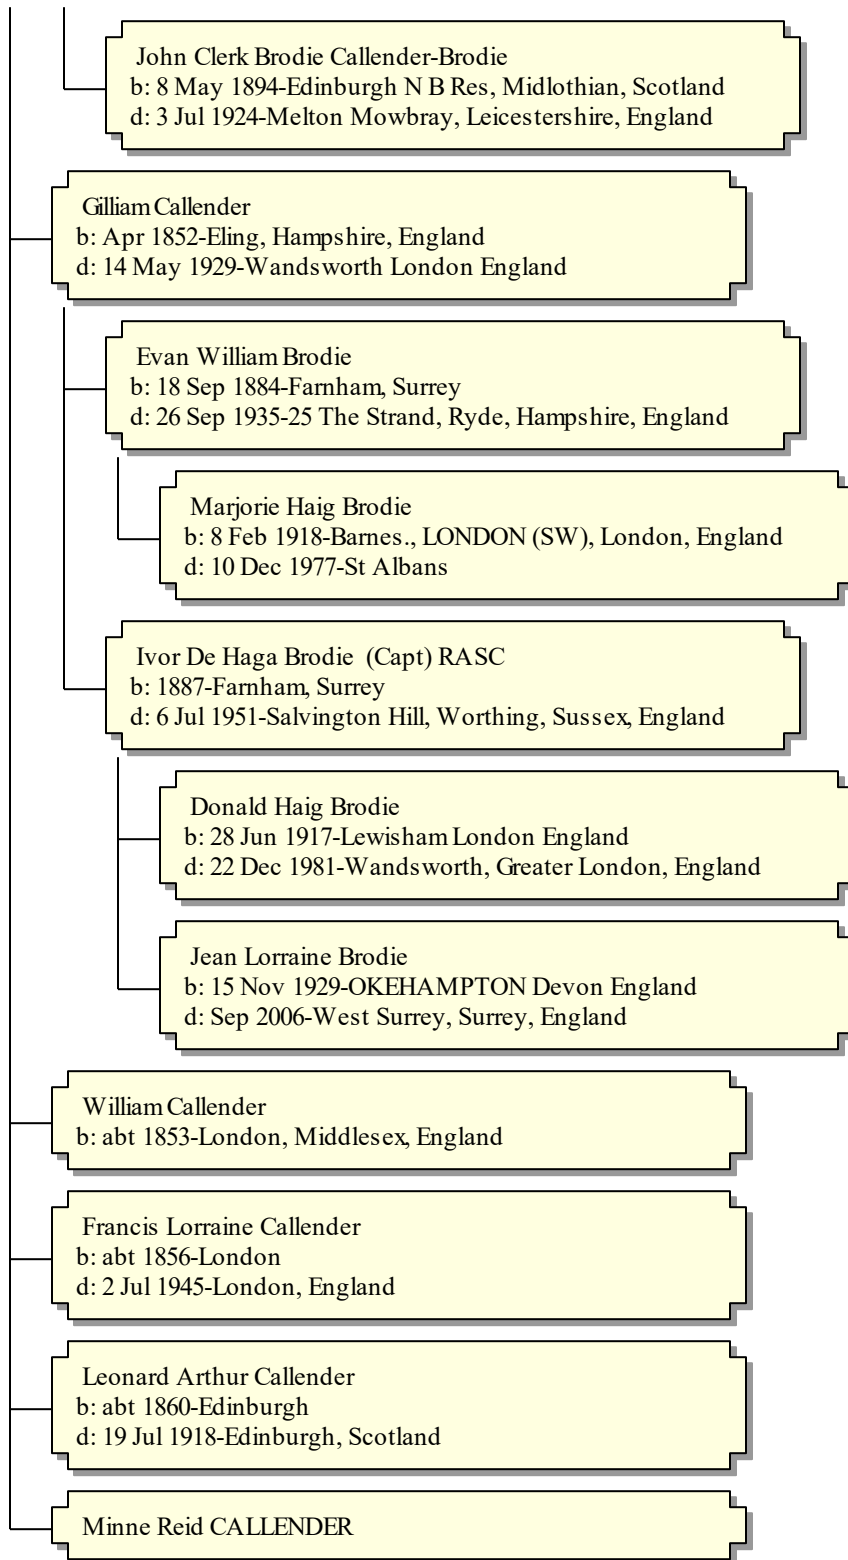 John Clerk Brodie Callender-Brodie
b: 8 May 1894-Edinburgh N B Res, Midlothian, Scotland
d: 3 Jul 1924-Melton Mowbray, Leicestershire, England
Gilliam Callender
b: Apr 1852-Eling, Hampshire, England
d: 14 May 1929-Wandsworth London England
Evan William Brodie
b: 18 Sep 1884-Farnham, Surrey
d: 26 Sep 1935-25 The Strand, Ryde, Hampshire, England
Marjorie Haig Brodie
b: 8 Feb 1918-Barnes., LONDON (SW), London, England
d: 10 Dec 1977-St Albans
Ivor De Haga Brodie (Capt) RASC
b: 1887-Farnham, Surrey
d: 6 Jul 1951-Salvington Hill, Worthing, Sussex, England
Donald Haig Brodie
b: 28 Jun 1917-Lewisham London England
d: 22 Dec 1981-Wandsworth, Greater London, England
Jean Lorraine Brodie
b: 15 Nov 1929-OKEHAMPTON Devon England
d: Sep 2006-West Surrey, Surrey, England
William Callender
b: abt 1853-London, Middlesex, England
Francis Lorraine Callender
b: abt 1856-London
d: 2 Jul 1945-London, England
Leonard Arthur Callender
b: abt 1860-Edinburgh
d: 19 Jul 1918-Edinburgh, Scotland
Minne Reid CALLENDER